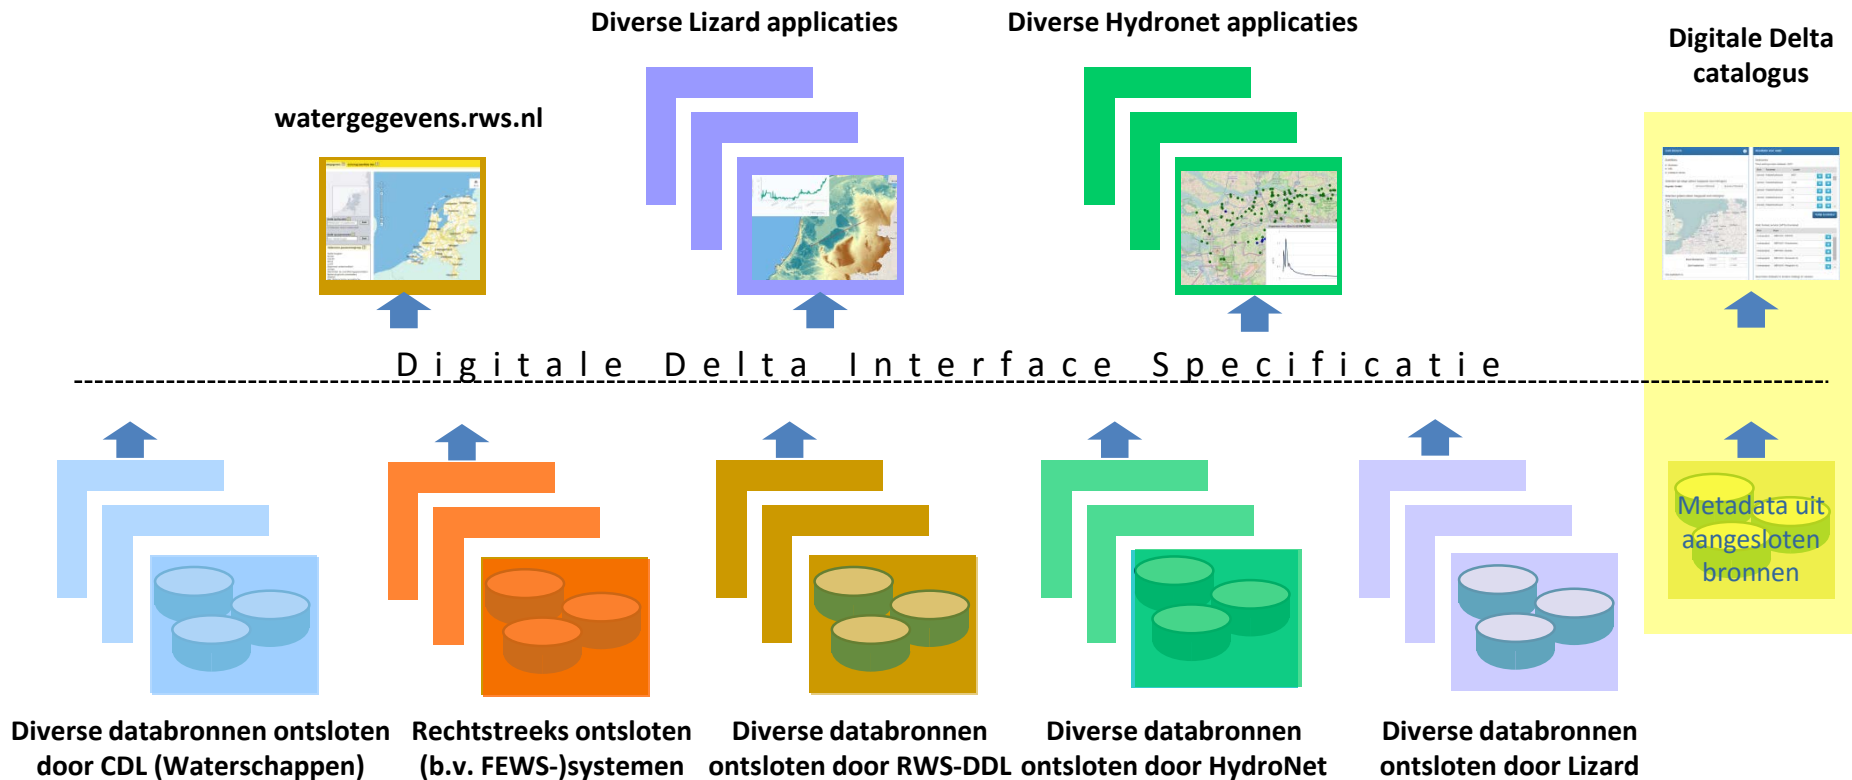 Diverse Lizard applicaties
Diverse Hydronet applicaties
Digitale Delta
catalogus
watergegevens.rws.nl
Digitale Delta Interface Specificatie
Metadata uit
aangesloten
bronnen
Diverse databronnen ontsloten
door CDL (Waterschappen)
Rechtstreeks ontsloten
(b.v. FEWS-)systemen
Diverse databronnen
ontsloten door RWS-DDL
Diverse databronnen
ontsloten door HydroNet
Diverse databronnen
ontsloten door Lizard